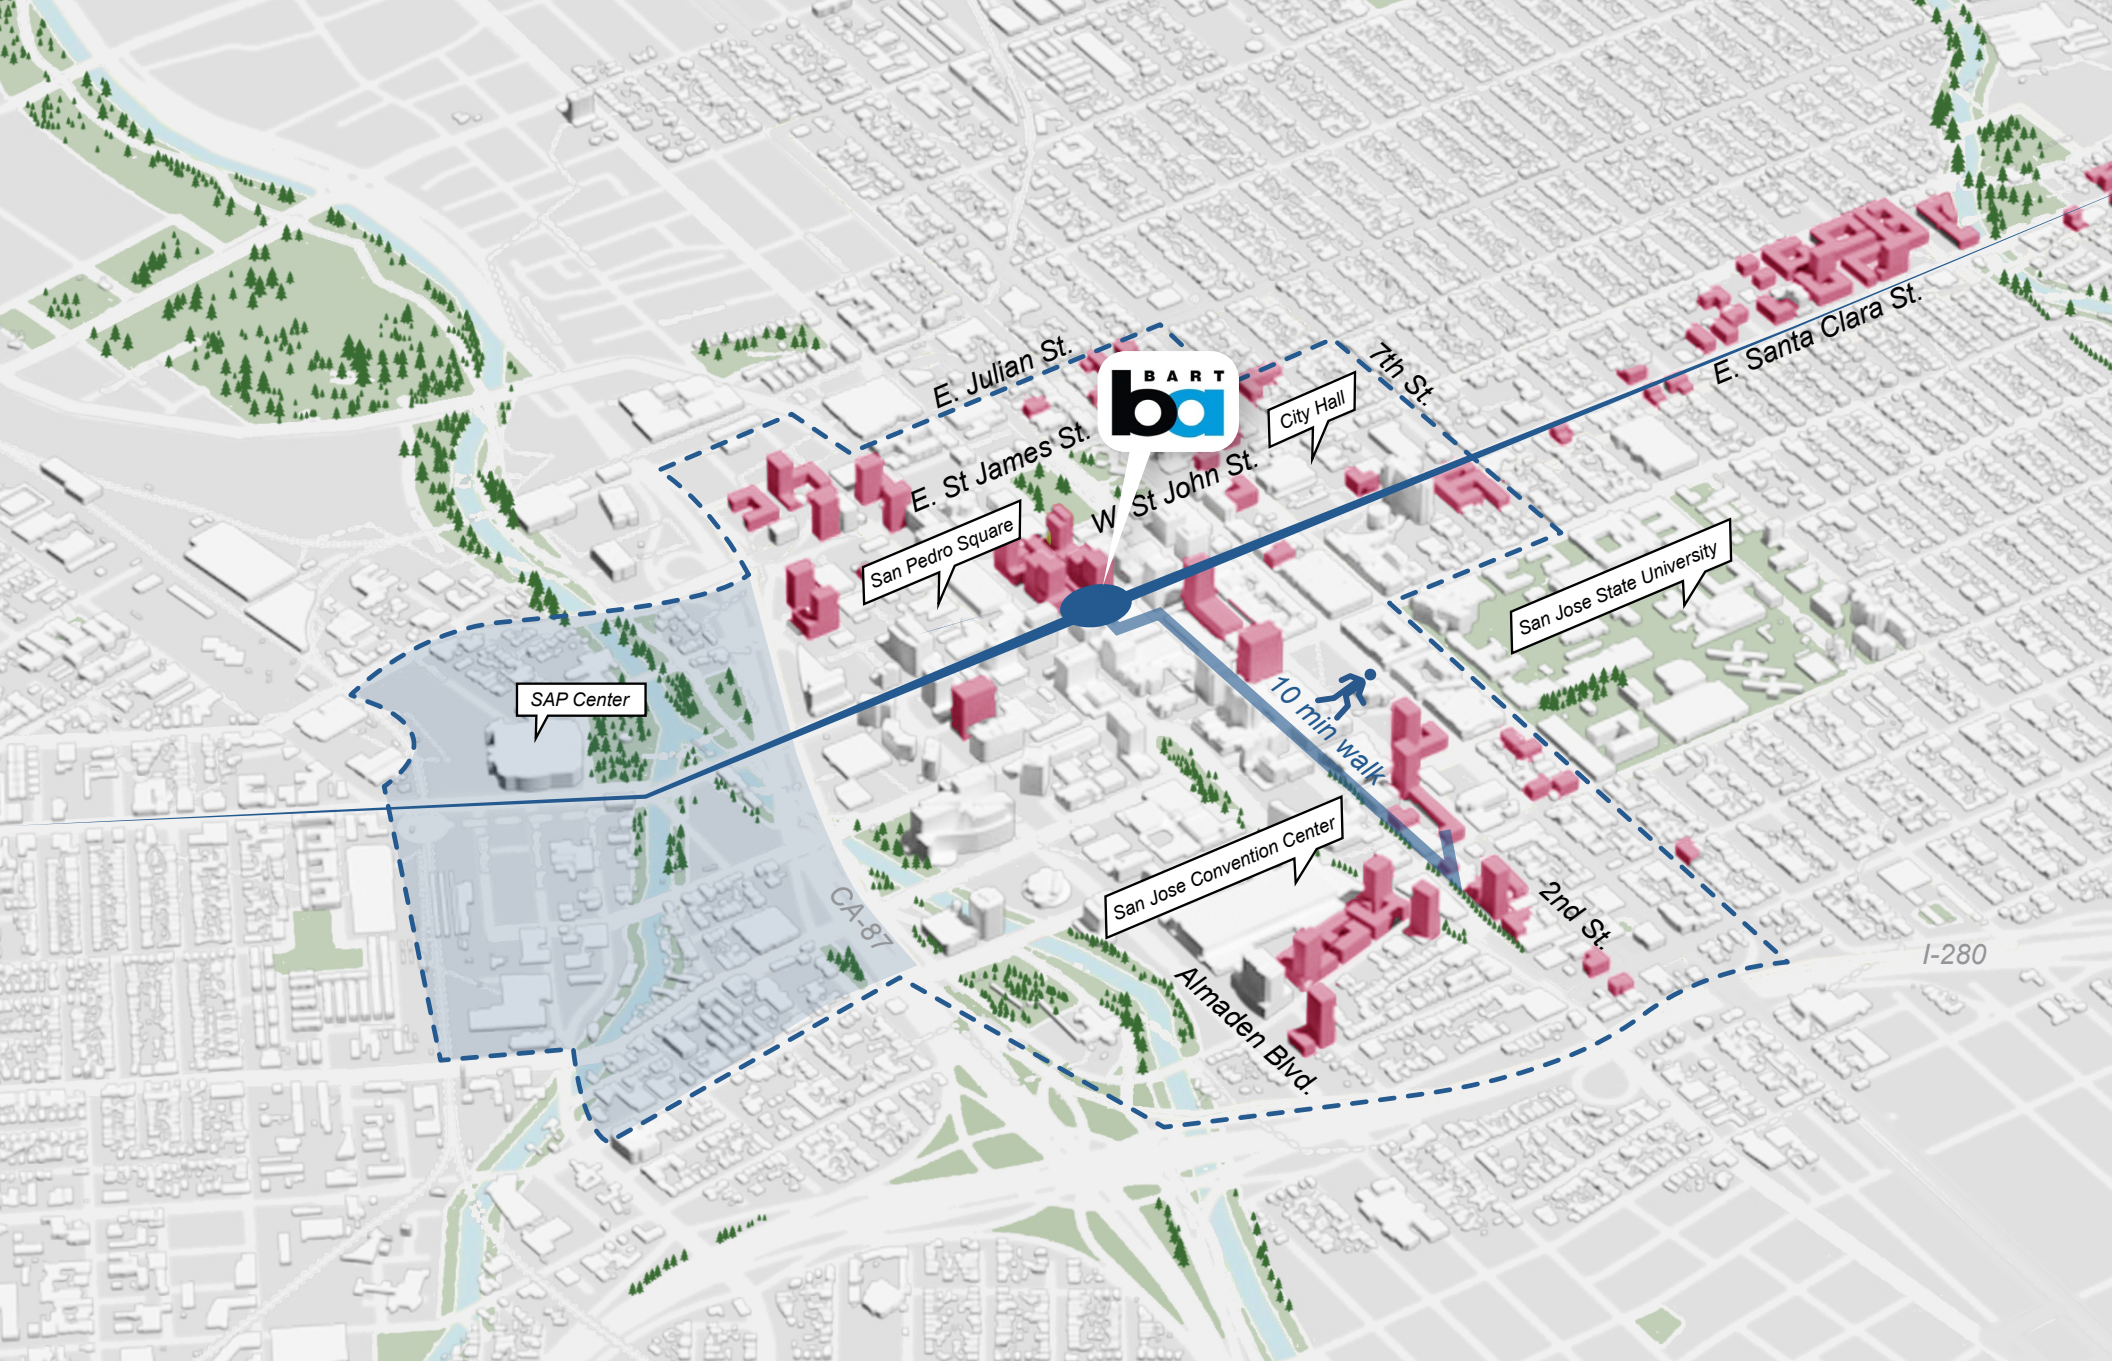 E. Julian St.
7th St.
E. Santa Clara St.
BART
ba
City Hall
E. St James St.
W. St John St.
San Pedro Square
San Jose State University
SAP Center
10 min walk
San Jose Convention Center
CA-87
2nd St.
I-280
Almaden Blvd.